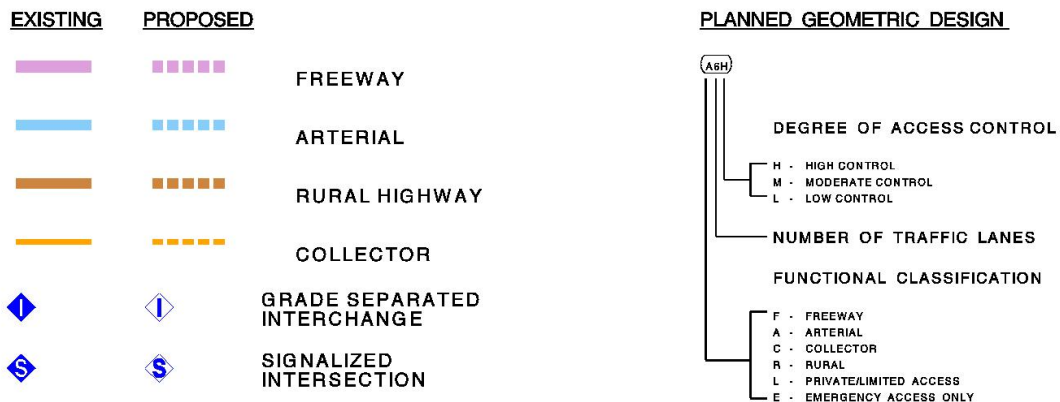 EXISTING PROPOSED
FREEWAY
ARTERIAL
RURAL HIGHWAY
COLLECTOR
I I GRADE SEPARATED
INTERCHANGE
S S SIGNALIZED
INTERSECTION
PLANNED GEOMETRIC DESIGN
A6H
DEGREE OF ACCESS CONTROL
H - HIGH CONTROL
M - MODERATE CONTROL
L - LOW CONTROL
NUMBER OF TRAFFIC LANES
FUNCTIONAL CLASSIFICATION
F - FREEWAY
A - ARTERIAL
C - COLLECTOR
R - RURAL
L - PRIVATE/LIMITED ACCESS
E - EMERGENCY ACCESS ONLY